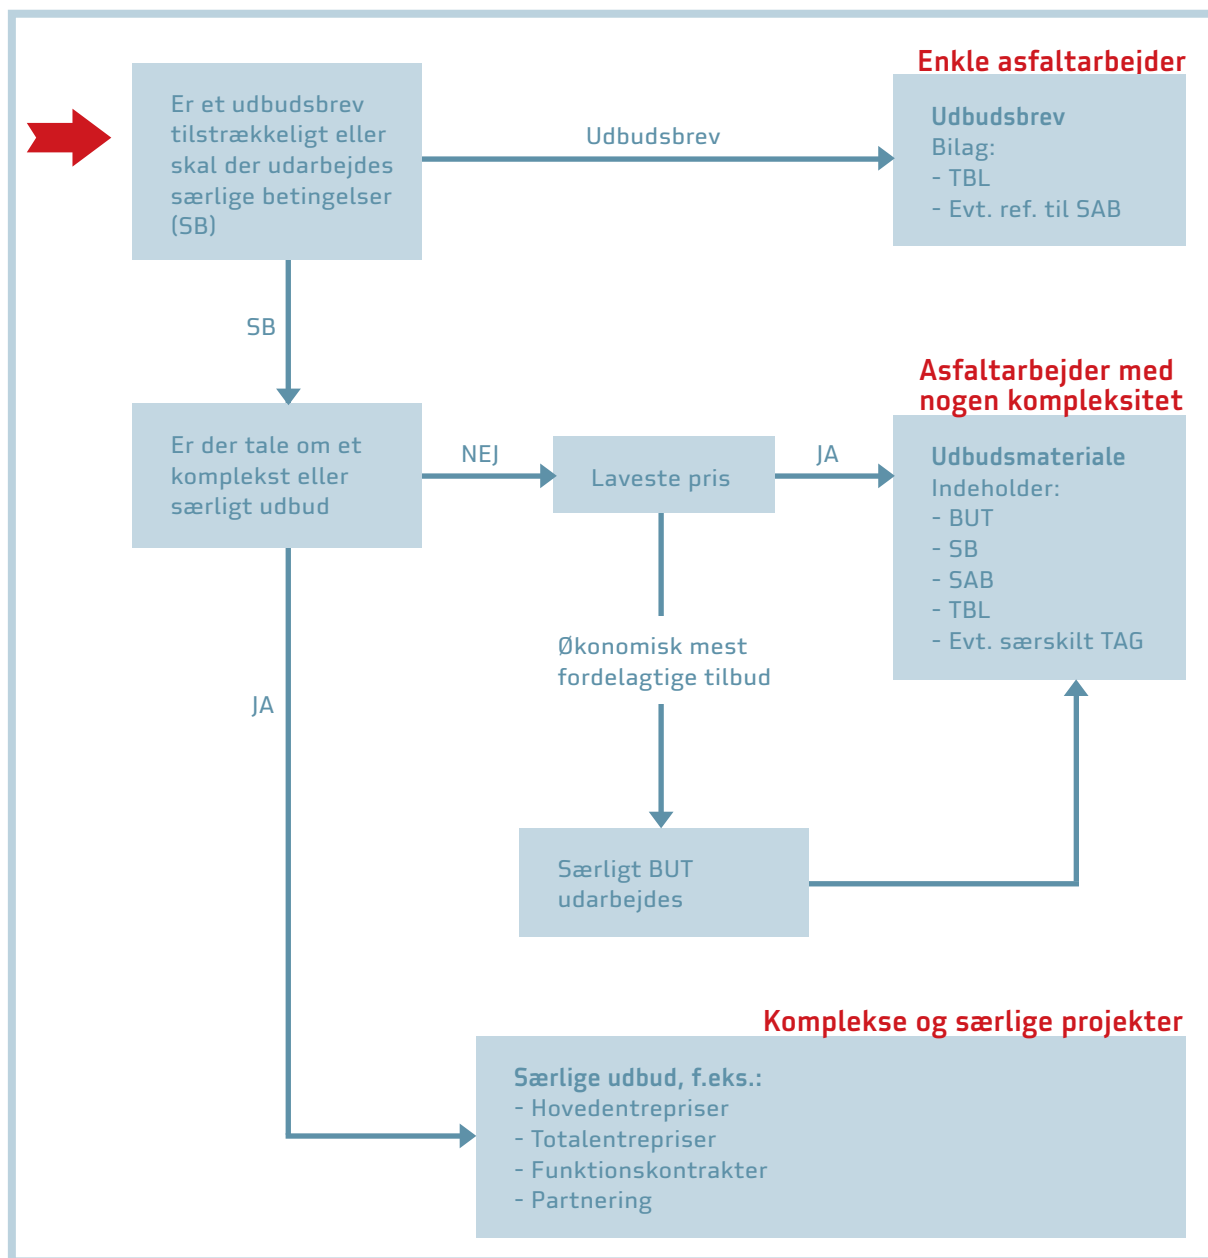 Er et udbudsbrev
tilstrækkeligt eller
skal der udarbejdes
særlige betingelser
(SB)
Udbudsbrev
Enkle asfaltarbejder
Udbudsbrev
Bilag:
- TBL
- Evt. ref. til SAB
SB
Er der tale om et
komplekst eller
særligt udbud
NEJ
Laveste pris
JA
Asfaltarbejder med
nogen kompleksitet
Udbudsmateriale
Indeholder:
- BUT
- SB
- SAB
- TBL
- Evt. særskilt TAG
Økonomisk mest
fordelagtige tilbud
JA
Særligt BUT
udarbejdes
Komplekse og særlige projekter
Særlige udbud, f.eks.:
- Hovedentrepriser
- Totalentrepriser
- Funktionskontrakter
- Partnering